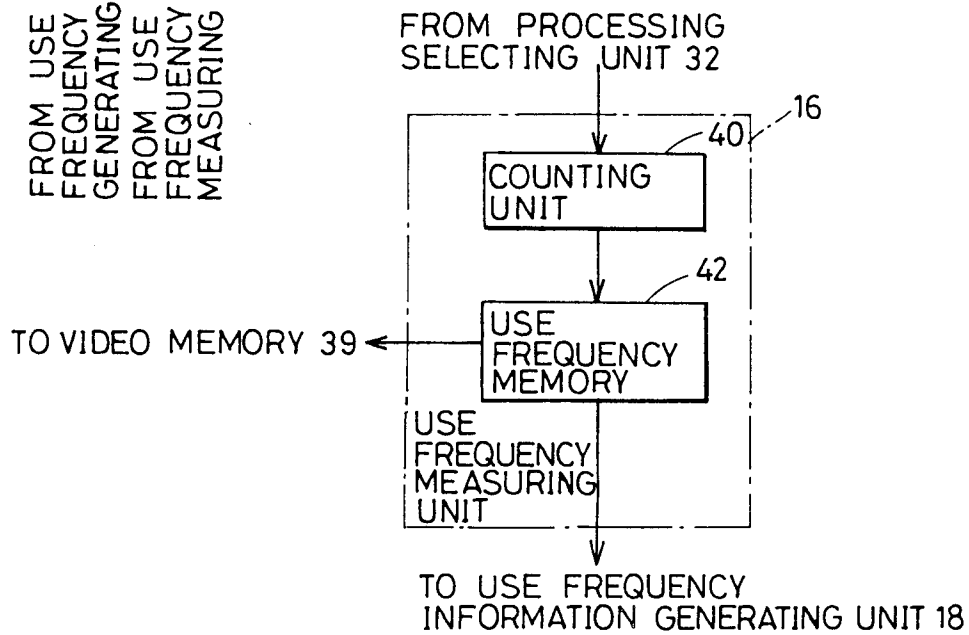 FROM USE
FREQUENCY
GENERATING
FROM USE
FREQUENCY
MEASURING
FROM PROCESSING
SELECTING UNIT 32
16
40
COUNTING
UNIT
42
USE
FREQUENCY
MEMORY
TO VIDEO MEMORY 39
USE
FREQUENCY
MEASURING
UNIT
TO USE FREQUENCY
INFORMATION GENERATING UNIT 18